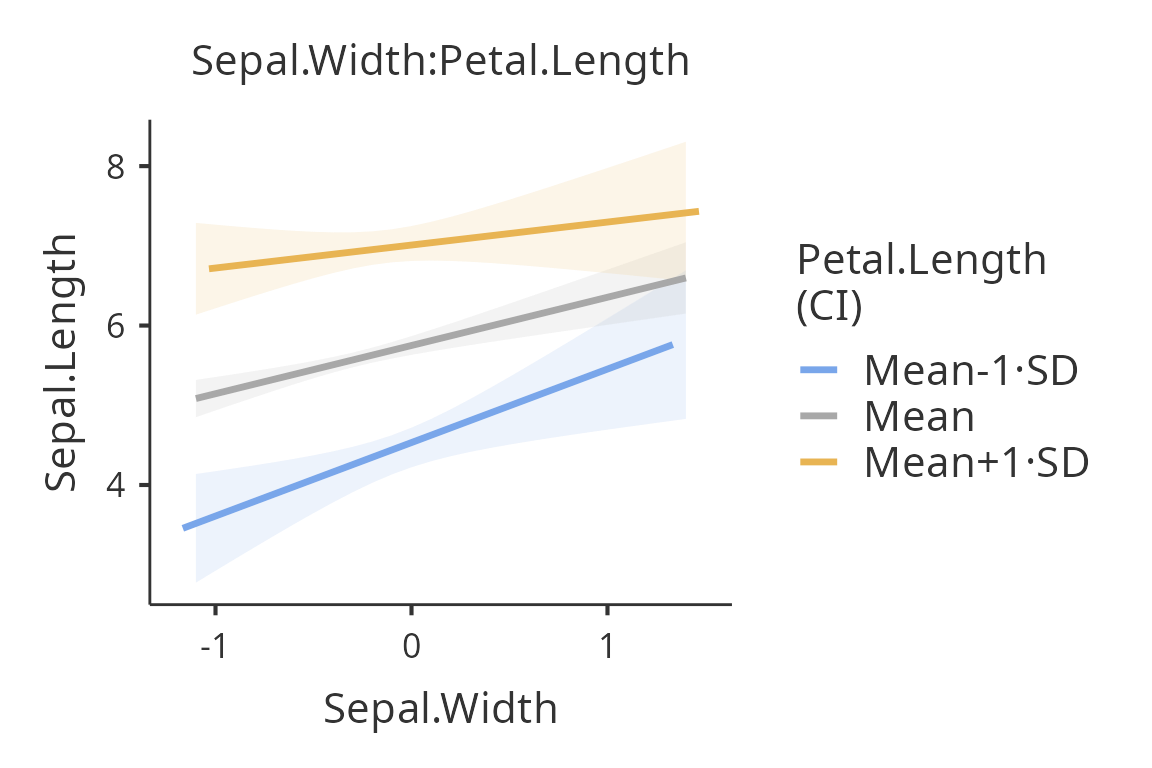 Sepal.Width:Petal.Length
8
6
4
Sepal.Length
-1
0
1
Sepal.Width
Petal.Length
(CI)
Mean-1·SD
Mean
Mean+1·SD